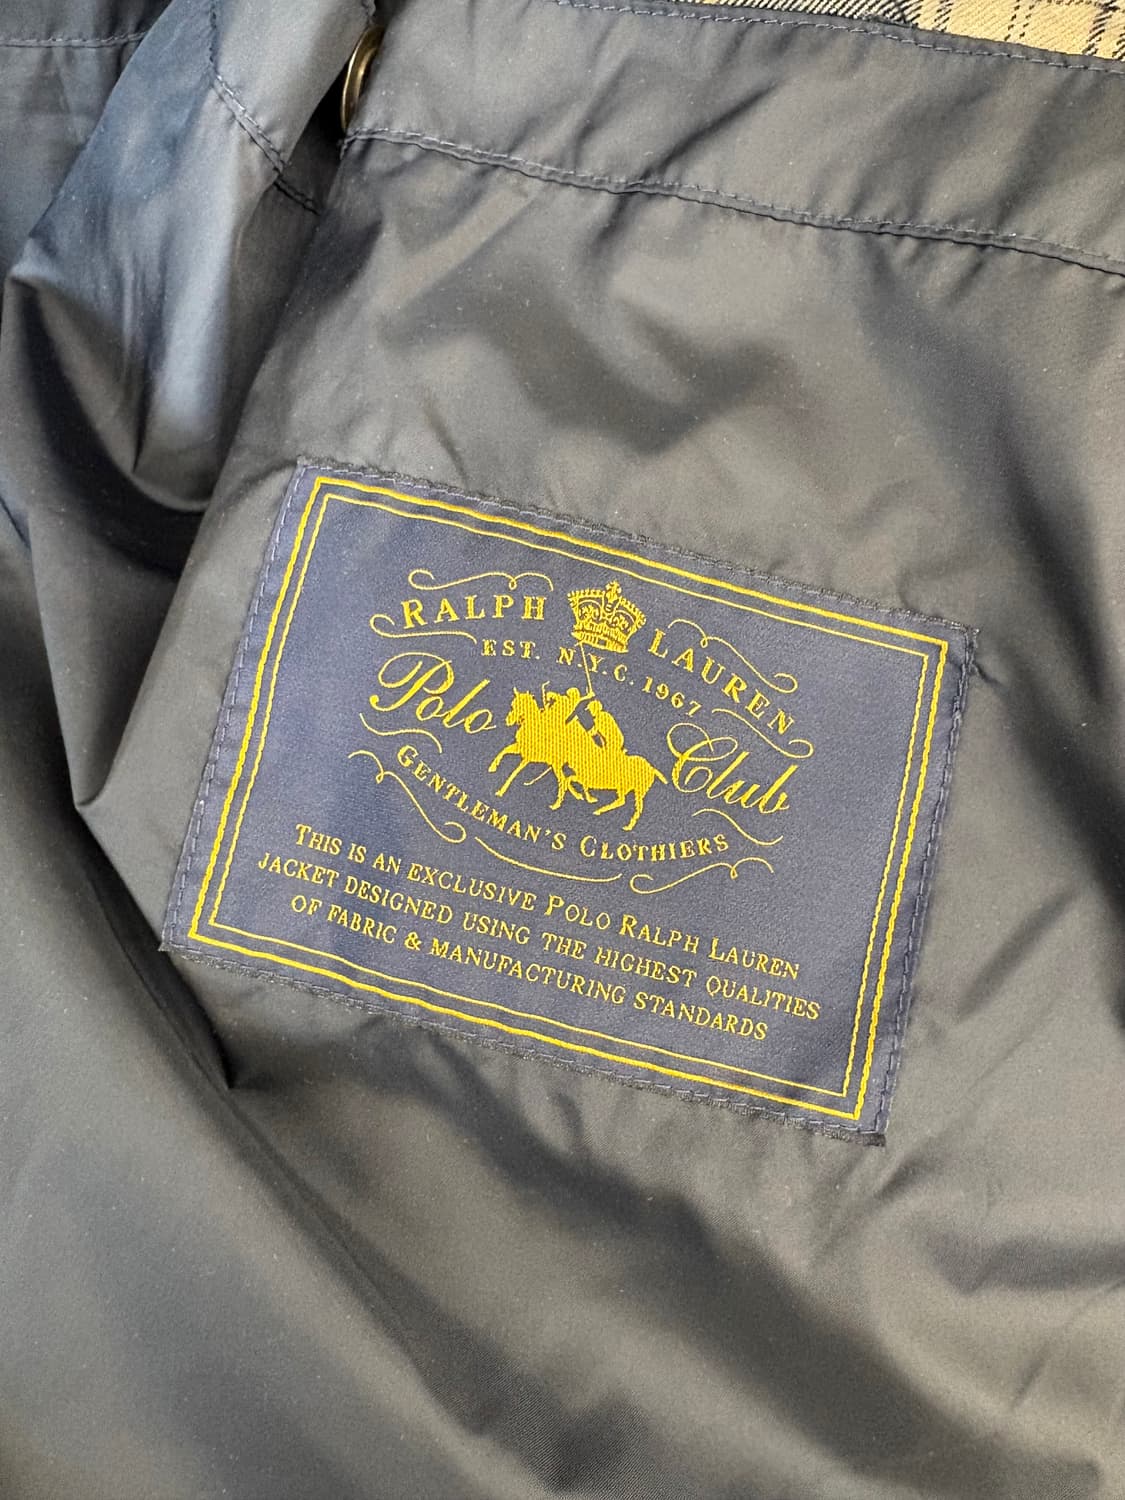 RALPH LAUREN
EST. N.Y.C. 1967
Polo Club
GENTLEMAN'S CLOTHIERS
THIS IS AN EXCLUSIVE POLO RALPH LAUREN
JACKET DESIGNED USING THE HIGHEST QUALITIES
OF FABRIC & MANUFACTURING STANDARDS